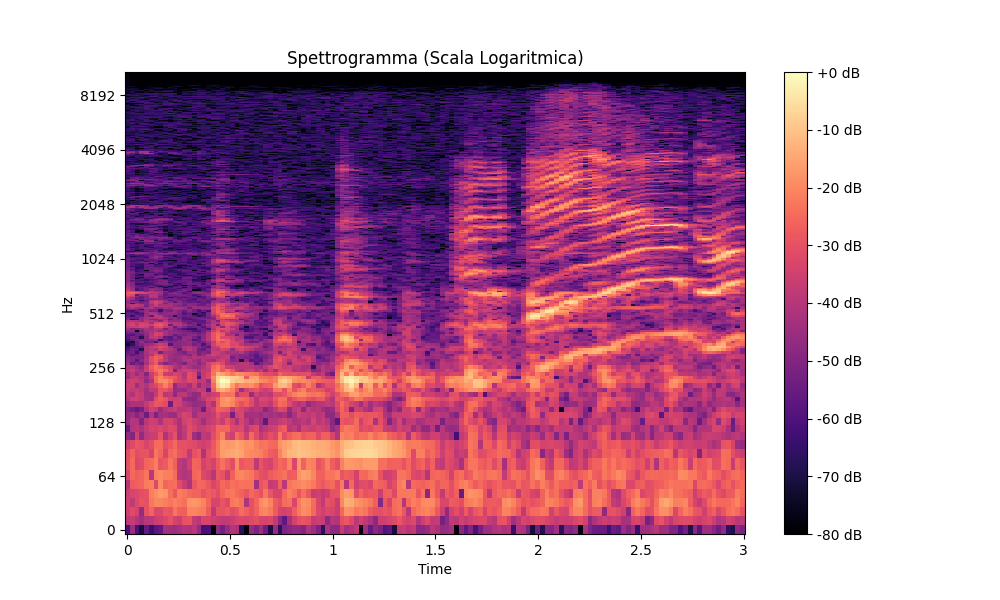 Spettrogramma (Scala Logaritmica)
8192
4096
2048
1024
512
256
128
64
0
Hz
0
0.5
1
1.5
2
2.5
3
Time
+0 dB
-10 dB
-20 dB
-30 dB
-40 dB
-50 dB
-60 dB
-70 dB
-80 dB